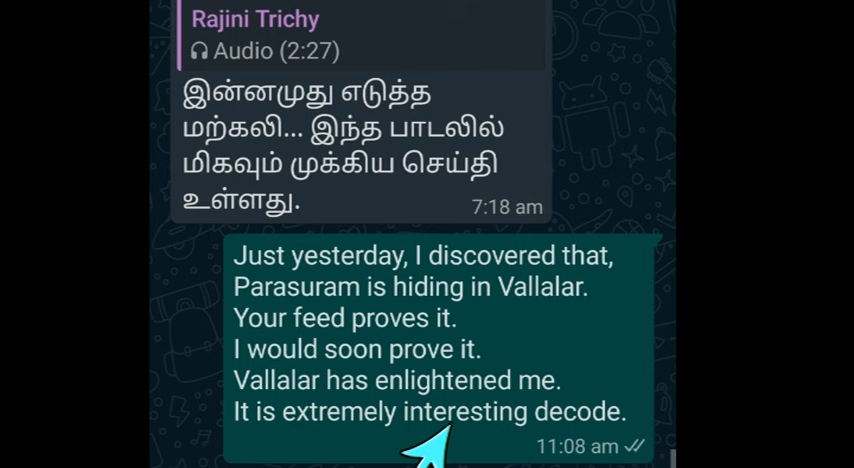 Rajini Trichy
Audio (2:27)
இன்னமுது எடுத்த
மற்கலி... இந்த பாடலில்
மிகவும் முக்கிய செய்தி
உள்ளது.
7:18 am
Just yesterday, I discovered that,
Parasuram is hiding in Vallalar.
Your feed proves it.
I would soon prove it.
Vallalar has enlightened me.
It is extremely interesting decode.
11:08 am